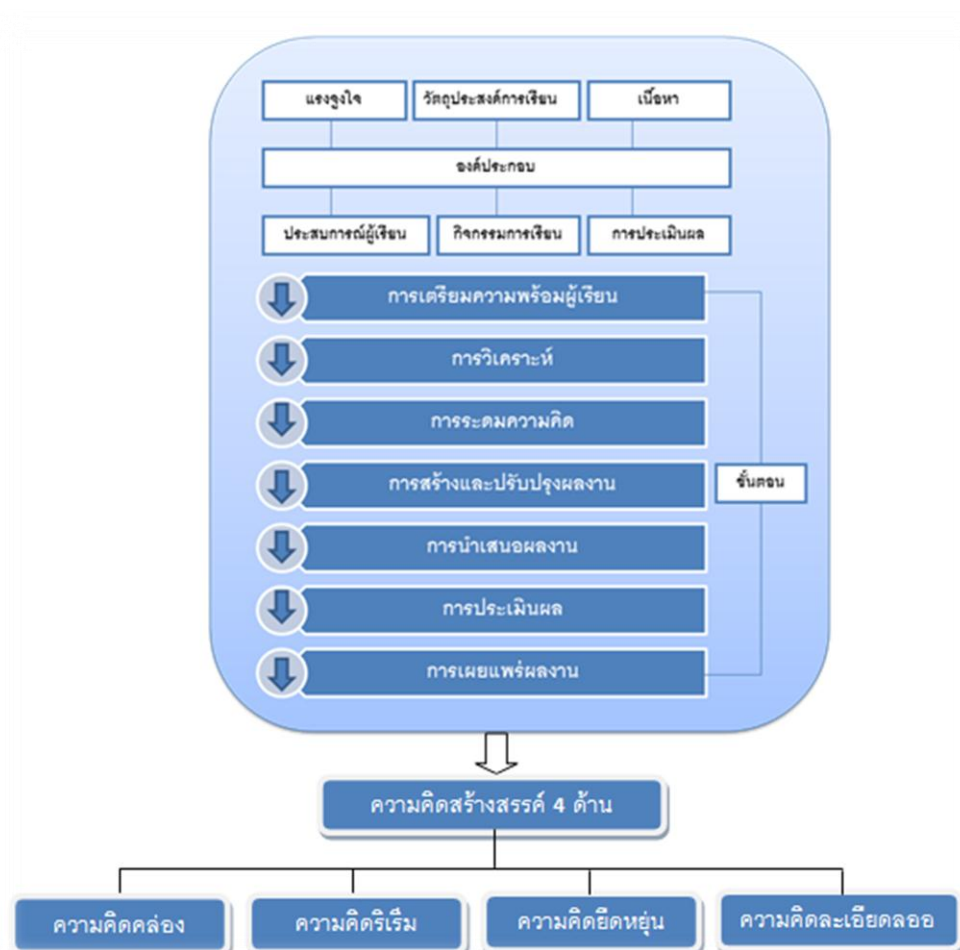 แรงจูงใจ
วัตถุประสงค์การเรียน
เนื้อหา
องค์ประกอบ
ประสบการณ์ผู้เรียน
กิจกรรมการเรียน
การประเมินผล
การเตรียมความพร้อมผู้เรียน
การวิเคราะห์
การระดมความคิด
การสร้างและปรับปรุงผลงาน
ขั้นตอน
การนำเสนอผลงาน
การประเมินผล
การเผยแพร่ผลงาน
ความคิดสร้างสรรค์ 4 ด้าน
ความคิดคล่อง
ความคิดริเริ่ม
ความคิดยืดหยุ่น
ความคิดละเอียดลออ